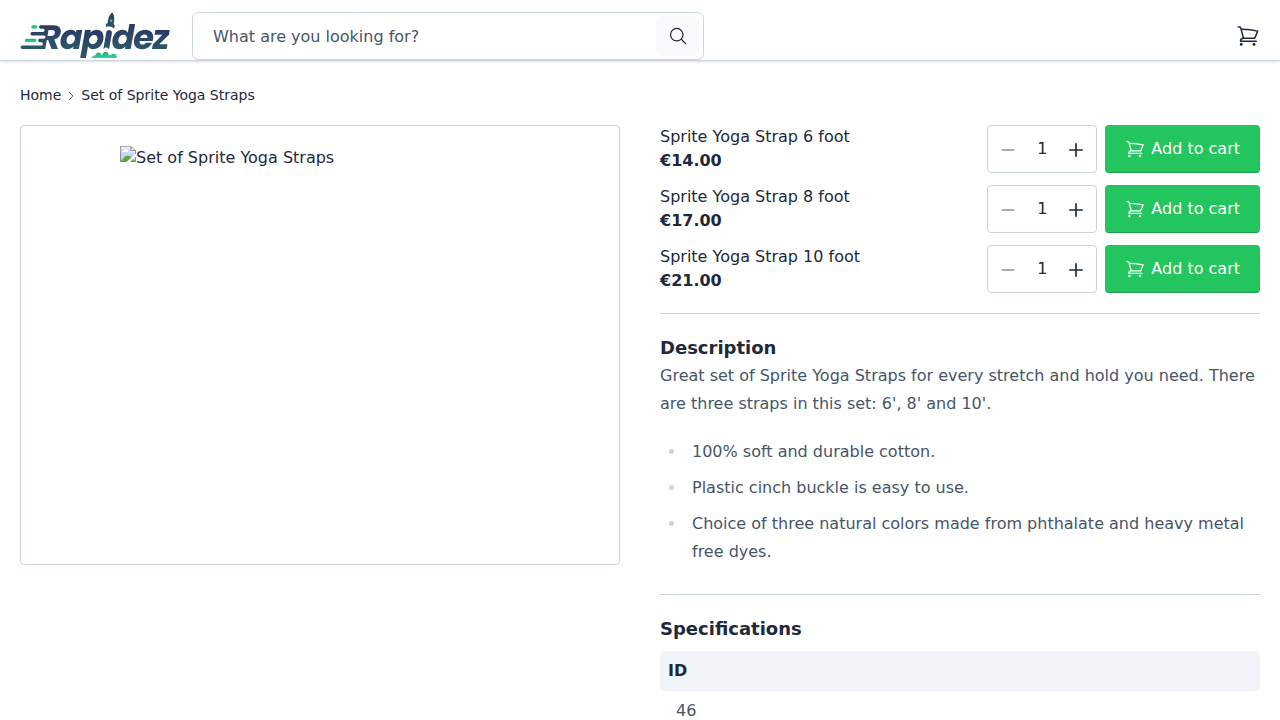 Rapidez
What are you looking for?
Home
Set of Sprite Yoga Straps
Set of Sprite Yoga Straps
Sprite Yoga Strap 6 foot
€14.00
1
Add to cart
Sprite Yoga Strap 8 foot
€17.00
1
Add to cart
Sprite Yoga Strap 10 foot
€21.00
1
Add to cart
Description
Great set of Sprite Yoga Straps for every stretch and hold you need. There
are three straps in this set: 6', 8' and 10'.
100% soft and durable cotton.
Plastic cinch buckle is easy to use.
Choice of three natural colors made from phthalate and heavy metal
free dyes.
Specifications
ID
46